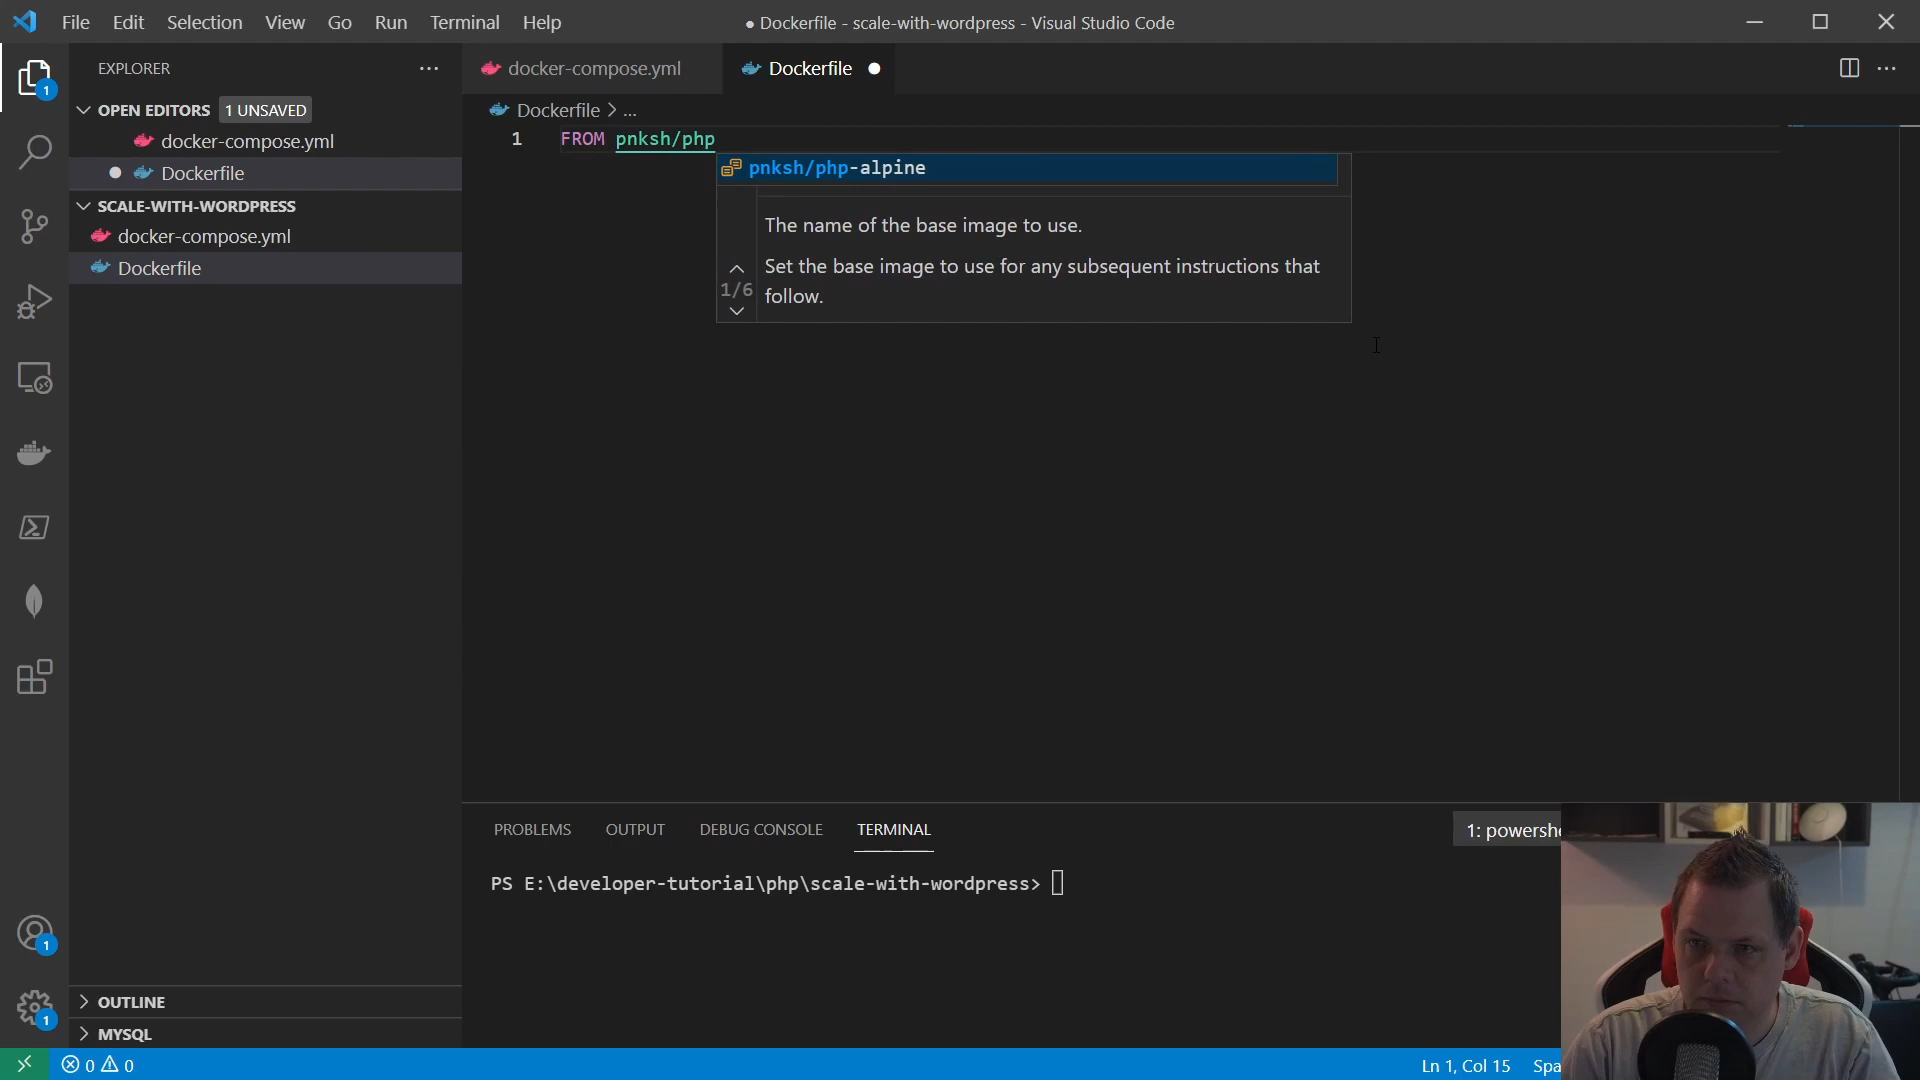 File Edit Selection View Go Run Terminal Help
● Dockerfile - scale-with-wordpress - Visual Studio Code
EXPLORER
docker-compose.yml
Dockerfile
OPEN EDITORS 1 UNSAVED
docker-compose.yml
Dockerfile
SCALE-WITH-WORDPRESS
docker-compose.yml
Dockerfile
Dockerfile > ...
1 FROM pnksh/php
pnksh/php-alpine
The name of the base image to use.
Set the base image to use for any subsequent instructions that
follow.
1/6
PROBLEMS OUTPUT DEBUG CONSOLE TERMINAL
1: powershe
PS E:\developer-tutorial\php\scale-with-wordpress>
OUTLINE
MYSQL
1
1
1
0 0
Ln 1, Col 15 Spa